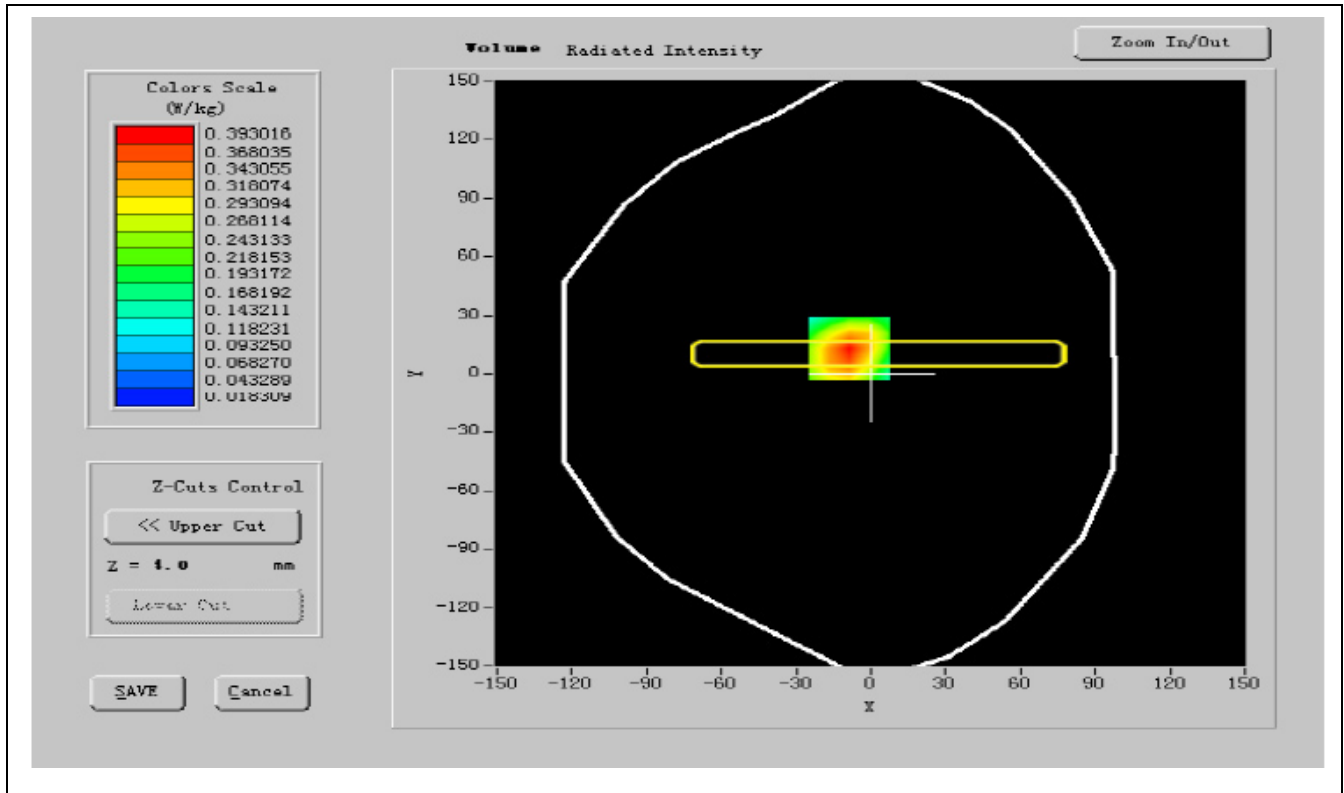 Volume Radiated Intensity
Zoom In/Out
Colors Scale
(W/kg)
0.393016
0.368035
0.343055
0.318074
0.293094
0.268114
0.243133
0.218153
0.193172
0.168192
0.143211
0.118231
0.093250
0.068270
0.043289
0.018309
Z-Cuts Control
<< Upper Cut
Z = 4.0 mm
Lower Cut
SAVE Cancel
150
120
90
60
30
0
-30
-60
-90
-120
-150
Y
-150 -120 -90 -60 -30 0 30 60 90 120 150
X